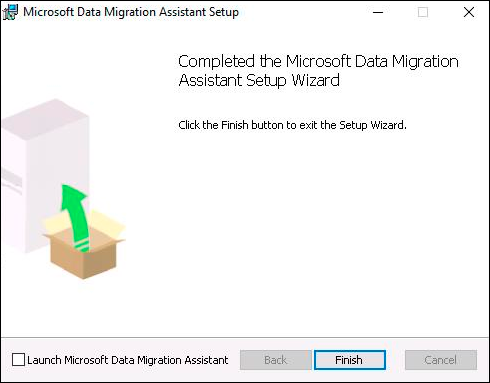 Microsoft Data Migration Assistant Setup
Completed the Microsoft Data Migration
Assistant Setup Wizard
Click the Finish button to exit the Setup Wizard.
Launch Microsoft Data Migration Assistant
Back
Finish
Cancel